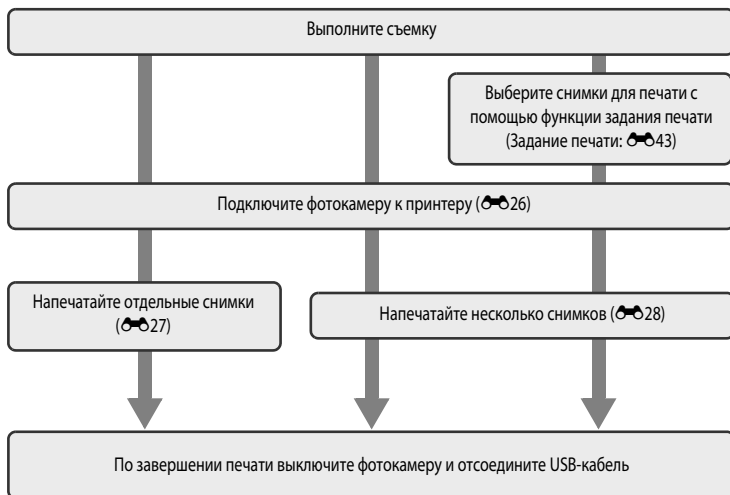 Выполните съемку
Выберите снимки для печати с
помощью функции задания печати
(Задание печати: 43)
Подключите фотокамеру к принтеру (26)
Напечатайте отдельные снимки
(27)
Напечатайте несколько снимков (28)
По завершении печати выключите фотокамеру и отсоедините USB-кабель